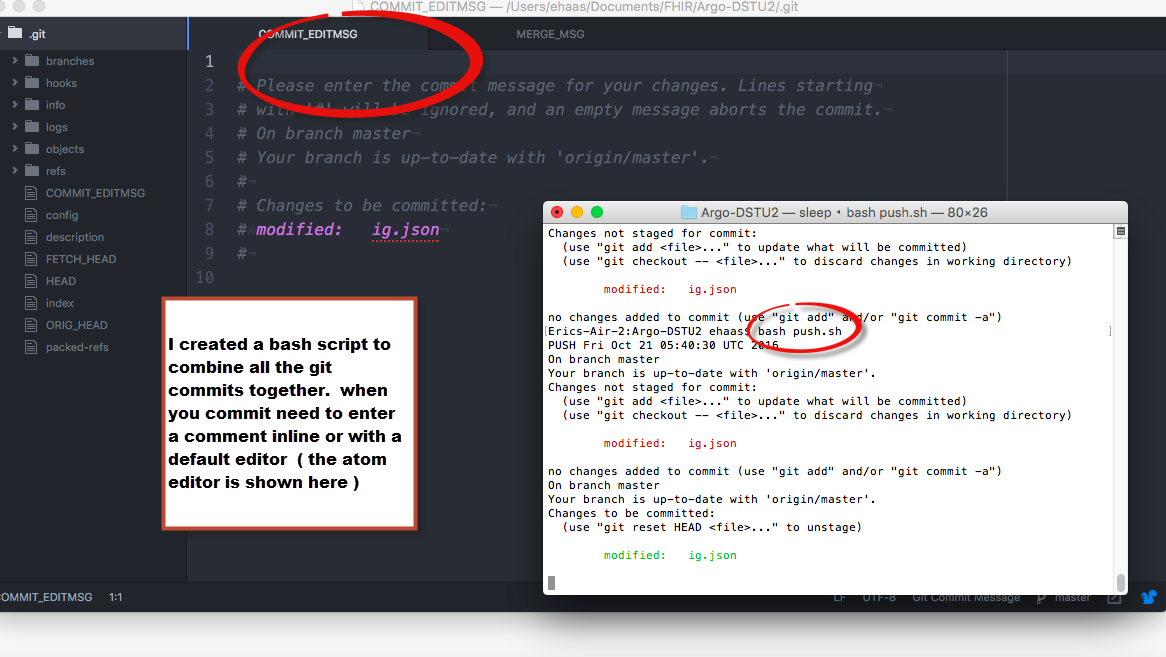 COMMIT_EDITMSG — /Users/ehaas/Documents/FHIR/Argo-DSTU2/.git
.git
branches
hooks
info
logs
objects
refs
COMMIT_EDITMSG
config
description
FETCH_HEAD
HEAD
index
ORIG_HEAD
packed-refs
COMMIT_EDITMSG MERGE_MSG
1
2 # Please enter the commit message for your changes. Lines starting¬
3 # with '#' will be ignored, and an empty message aborts the commit.¬
4 # On branch master¬
5 # Your branch is up-to-date with 'origin/master'.¬
6 #¬
7 # Changes to be committed:¬
8 # modified: ig.json¬
9 #¬
10
I created a bash script to
combine all the git
commits together. when
you commit need to enter
a comment inline or with a
default editor ( the atom
editor is shown here )
Argo-DSTU2 — sleep • bash push.sh — 80×26
Changes not staged for commit:
(use "git add <file>..." to update what will be committed)
(use "git checkout -- <file>..." to discard changes in working directory)
modified: ig.json
no changes added to commit (use "git add" and/or "git commit -a")
[Erics-Air-2:Argo-DSTU2 ehaas$ bash push.sh ]
PUSH Fri Oct 21 05:40:30 UTC 2016
On branch master
Your branch is up-to-date with 'origin/master'.
Changes not staged for commit:
(use "git add <file>..." to update what will be committed)
(use "git checkout -- <file>..." to discard changes in working directory)
modified: ig.json
no changes added to commit (use "git add" and/or "git commit -a")
On branch master
Your branch is up-to-date with 'origin/master'.
Changes to be committed:
(use "git reset HEAD <file>..." to unstage)
modified: ig.json
COMMIT_EDITMSG 1:1
LF UTF-8 Git Commit Message master